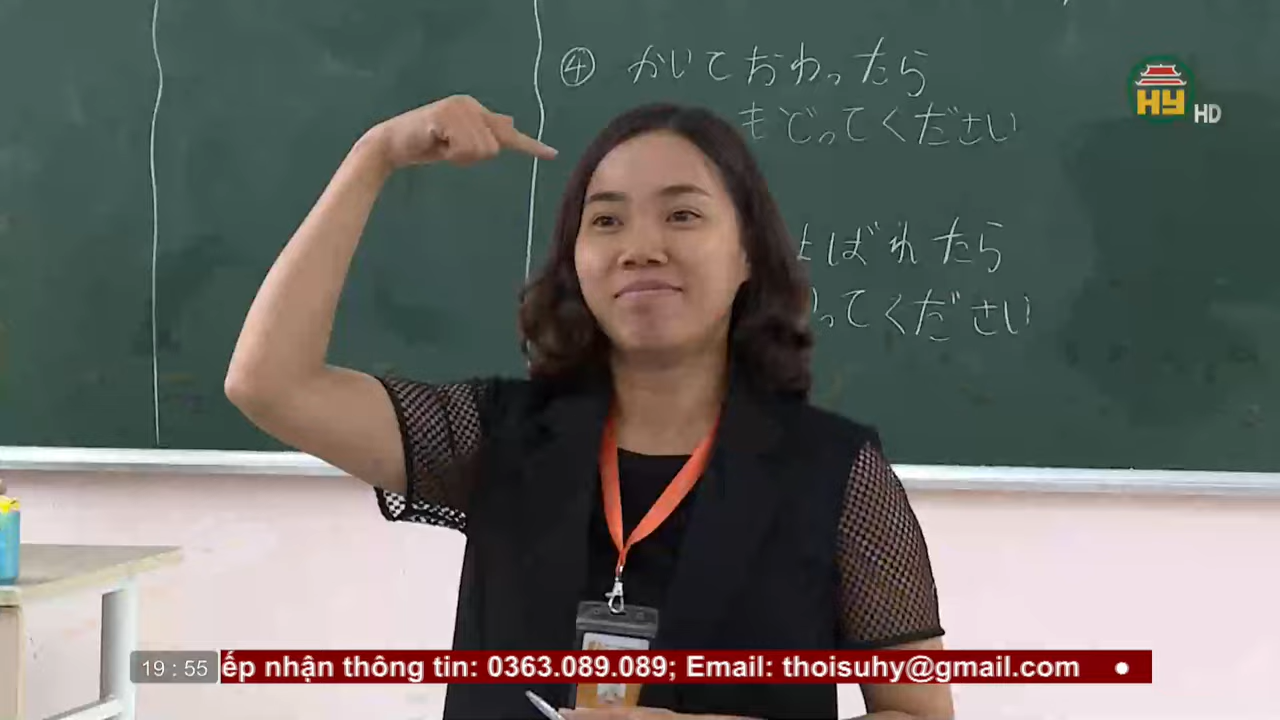 ④ かいておわったら
もどってください
よばれたら
ってください
HY HD
19 : 55
ếp nhận thông tin: 0363.089.089; Email: thoisuhy@gmail.com